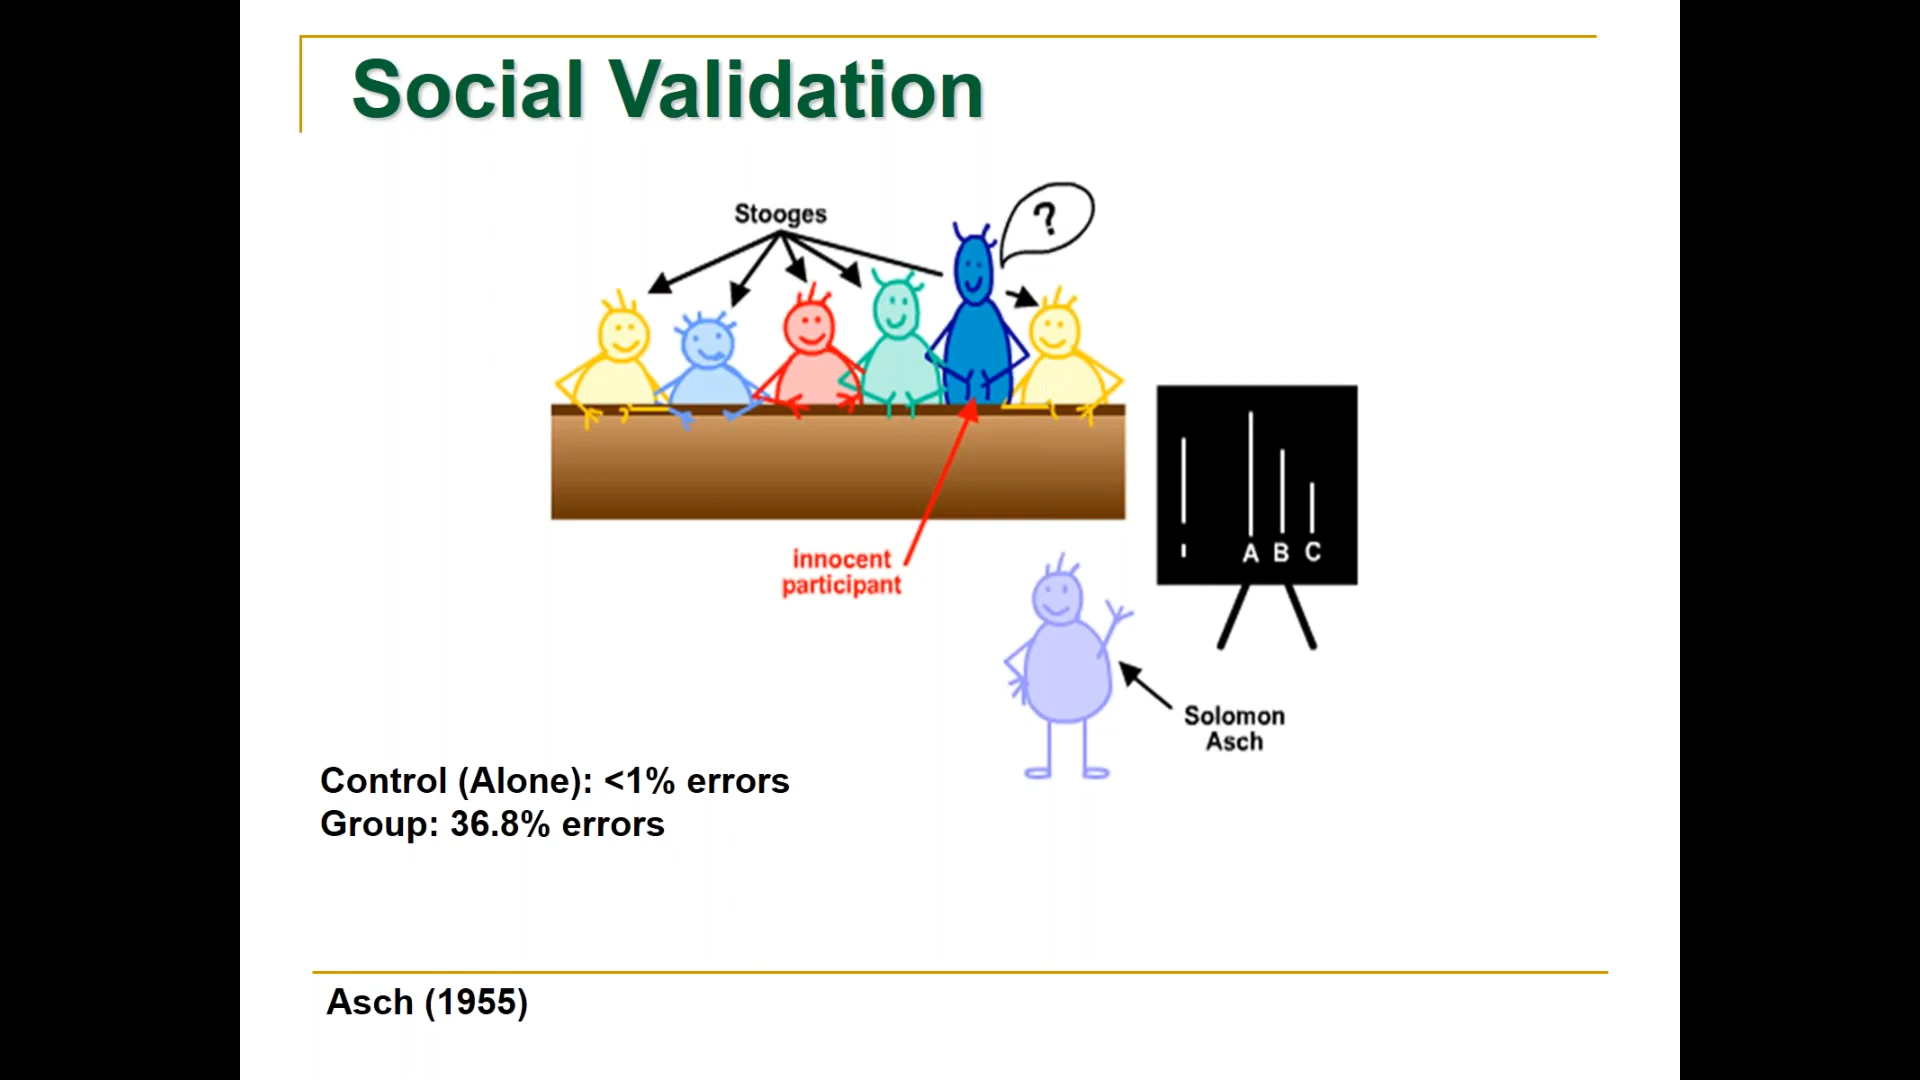 Social Validation
Stooges
?
I
A B C
innocent
participant
Solomon
Asch
Control (Alone): <1% errors
Group: 36.8% errors
Asch (1955)